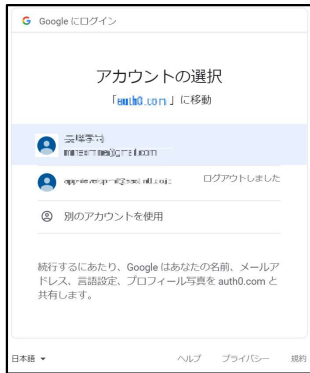 Google にログイン
アカウントの選択
「auth0.com」に移動
ログアウトしました
別のアカウントを使用
続行するにあたり、Google はあなたの名前、メールア
ドレス、言語設定、プロフィール写真を auth0.com と
共有します。
日本語 ヘルプ プライバシー 規約